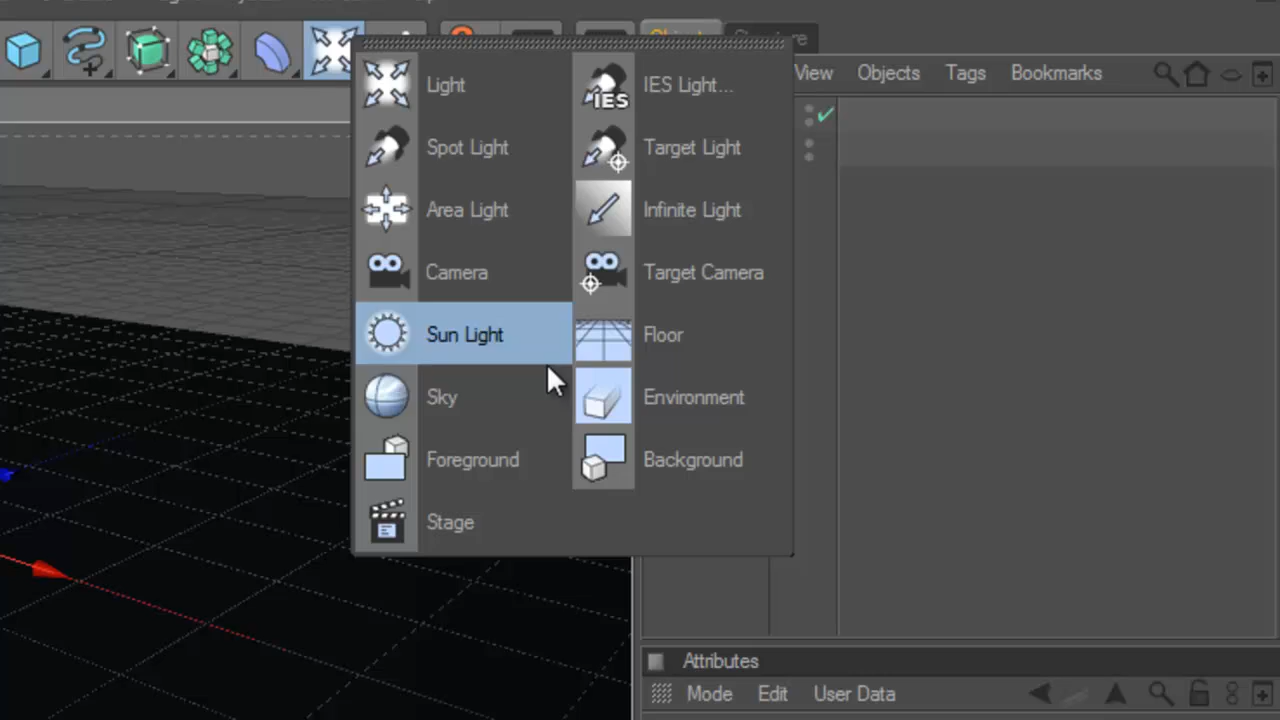 View Objects Tags Bookmarks
Light
IES Light...
Spot Light
Target Light
Area Light
Infinite Light
Camera
Target Camera
Sun Light
Floor
Sky
Environment
Foreground
Background
Stage
IES
Attributes
Mode Edit User Data